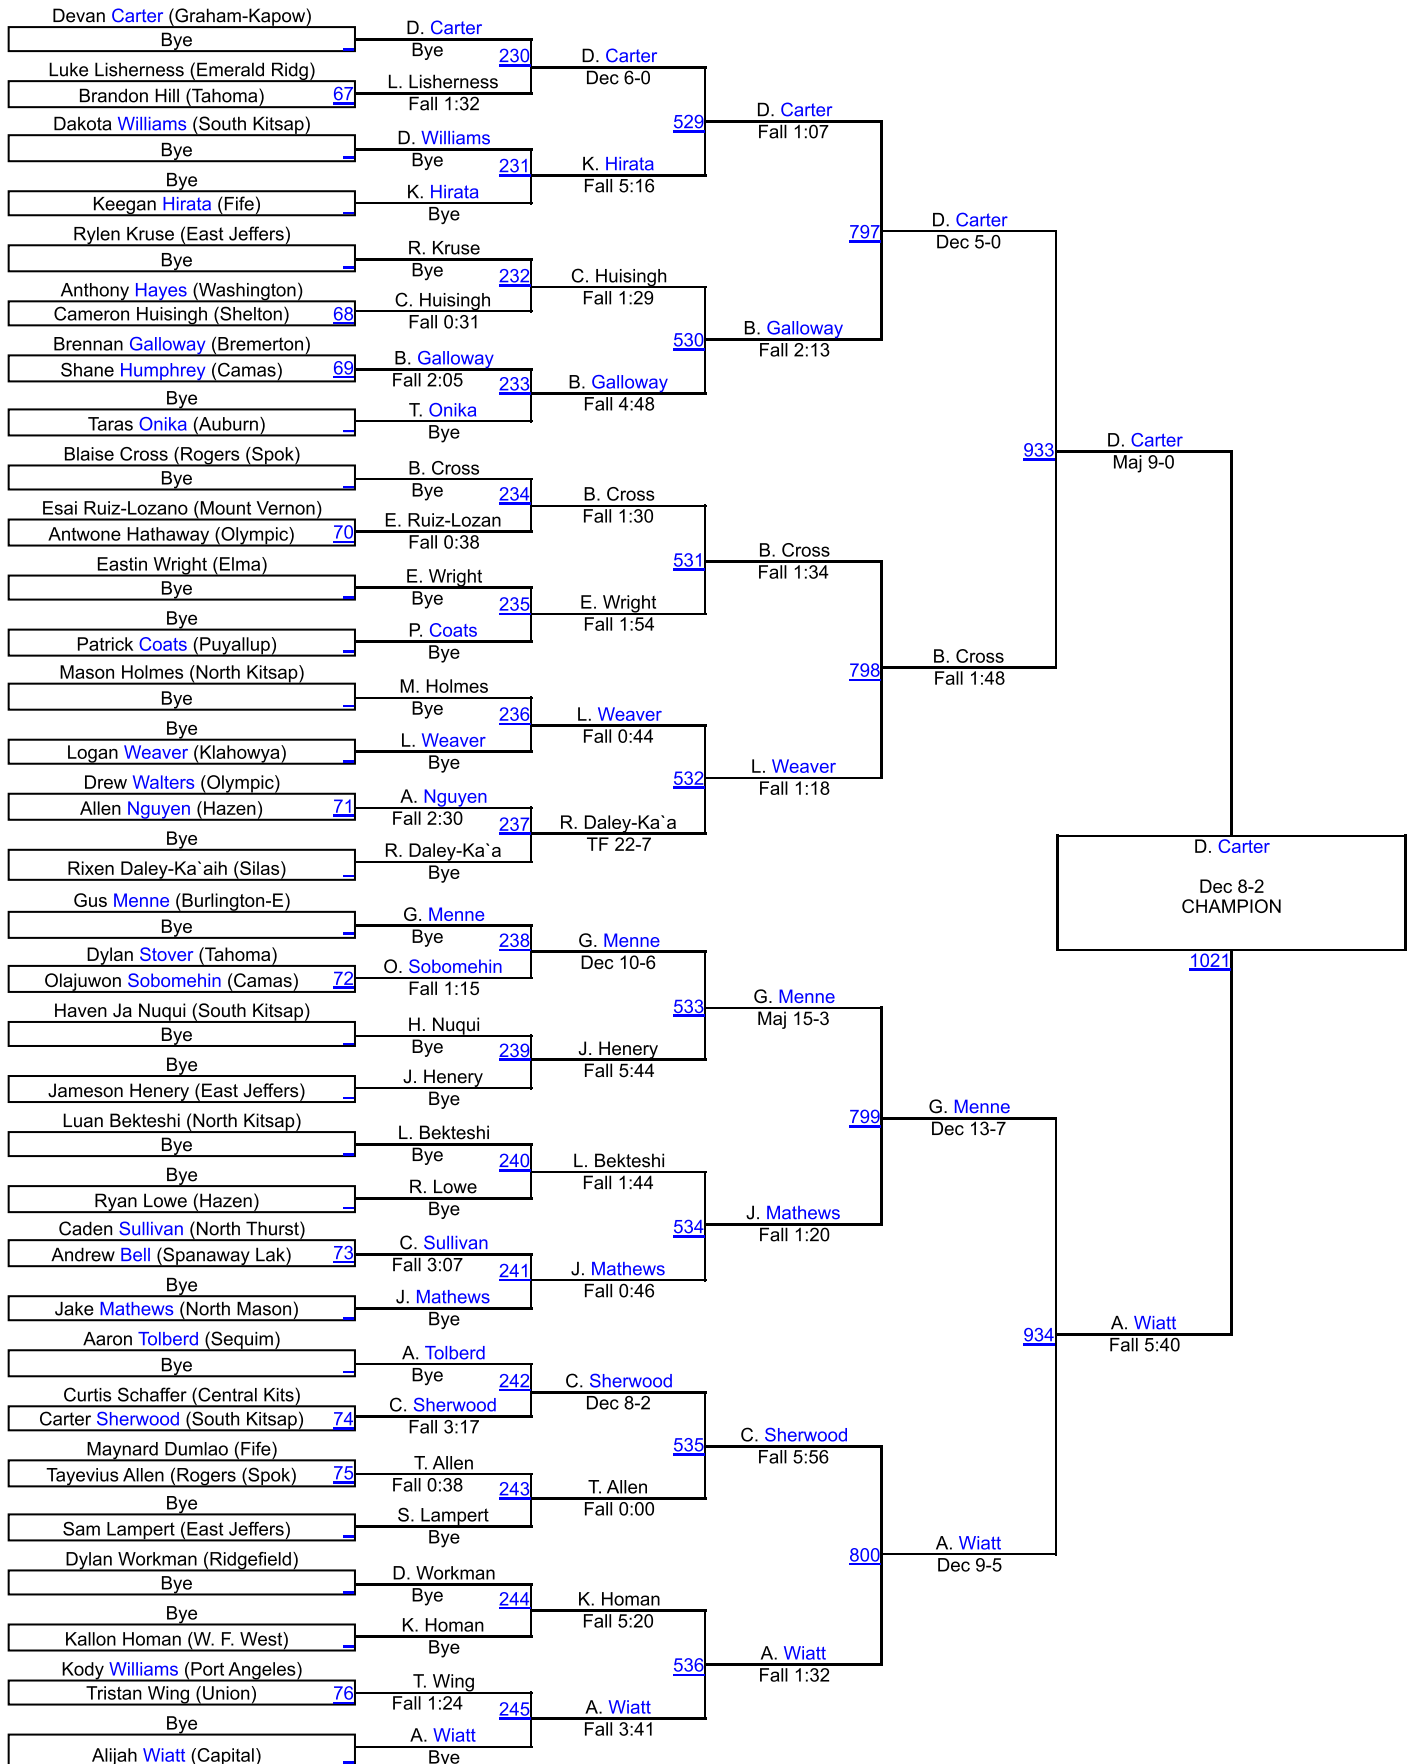 Devan Carter (Graham-Kapow)
Bye
D. Carter
Bye
230
Luke Lisherness (Emerald Ridg)
Brandon Hill (Tahoma) 67
L. Lisherness
Fall 1:32
D. Carter
Dec 6-0
Dakota Williams (South Kitsap)
Bye
D. Williams
Bye
231
Bye
Keegan Hirata (Fife)
K. Hirata
Bye
K. Hirata
Fall 5:16
529
D. Carter
Fall 1:07
Rylen Kruse (East Jeffers)
Bye
R. Kruse
Bye
232
Anthony Hayes (Washington)
Cameron Huisingh (Shelton) 68
C. Huisingh
Fall 0:31
C. Huisingh
Fall 1:29
Brennan Galloway (Bremerton)
Shane Humphrey (Camas) 69
B. Galloway
Fall 2:05
233
Bye
Taras Onika (Auburn)
T. Onika
Bye
B. Galloway
Fall 4:48
530
B. Galloway
Fall 2:13
797
D. Carter
Dec 5-0
Blaise Cross (Rogers (Spok)
Bye
B. Cross
Bye
234
Esai Ruiz-Lozano (Mount Vernon)
Antwone Hathaway (Olympic) 70
E. Ruiz-Lozan
Fall 0:38
B. Cross
Fall 1:30
Eastin Wright (Elma)
Bye
E. Wright
Bye
235
Bye
Patrick Coats (Puyallup)
P. Coats
Bye
E. Wright
Fall 1:54
531
B. Cross
Fall 1:34
Mason Holmes (North Kitsap)
Bye
M. Holmes
Bye
236
Bye
Logan Weaver (Klahowya)
L. Weaver
Bye
L. Weaver
Fall 0:44
Drew Walters (Olympic)
Allen Nguyen (Hazen) 71
A. Nguyen
Fall 2:30
237
Bye
Rixen Daley-Ka`aih (Silas)
R. Daley-Ka`a
Bye
R. Daley-Ka`a
TF 22-7
532
L. Weaver
Fall 1:18
798
B. Cross
Fall 1:48
933
D. Carter
Maj 9-0
Gus Menne (Burlington-E)
Bye
G. Menne
Bye
238
Dylan Stover (Tahoma)
Olajuwon Sobomehin (Camas) 72
O. Sobomehin
Fall 1:15
G. Menne
Dec 10-6
Haven Ja Nuqui (South Kitsap)
Bye
H. Nuqui
Bye
239
Bye
Jameson Henery (East Jeffers)
J. Henery
Bye
J. Henery
Fall 5:44
533
G. Menne
Maj 15-3
Luan Bekteshi (North Kitsap)
Bye
L. Bekteshi
Bye
240
Bye
Ryan Lowe (Hazen)
R. Lowe
Bye
L. Bekteshi
Fall 1:44
Caden Sullivan (North Thurst)
Andrew Bell (Spanaway Lak) 73
C. Sullivan
Fall 3:07
241
Bye
Jake Mathews (North Mason)
J. Mathews
Bye
J. Mathews
Fall 0:46
534
J. Mathews
Fall 1:20
799
G. Menne
Dec 13-7
Aaron Tolberd (Sequim)
Bye
A. Tolberd
Bye
242
Curtis Schaffer (Central Kits)
Carter Sherwood (South Kitsap) 74
C. Sherwood
Fall 3:17
C. Sherwood
Dec 8-2
Maynard Dumlao (Fife)
Tayevius Allen (Rogers (Spok) 75
T. Allen
Fall 0:38
243
Bye
Sam Lampert (East Jeffers)
S. Lampert
Bye
T. Allen
Fall 0:00
535
C. Sherwood
Fall 5:56
Dylan Workman (Ridgefield)
Bye
D. Workman
Bye
244
Bye
Kallon Homan (W. F. West)
K. Homan
Bye
K. Homan
Fall 5:20
Kody Williams (Port Angeles)
Tristan Wing (Union) 76
T. Wing
Fall 1:24
245
Bye
Alijah Wiatt (Capital)
A. Wiatt
Bye
A. Wiatt
Fall 3:41
536
A. Wiatt
Fall 1:32
800
A. Wiatt
Dec 9-5
934
A. Wiatt
Fall 5:40
D. Carter
Dec 8-2
CHAMPION
1021